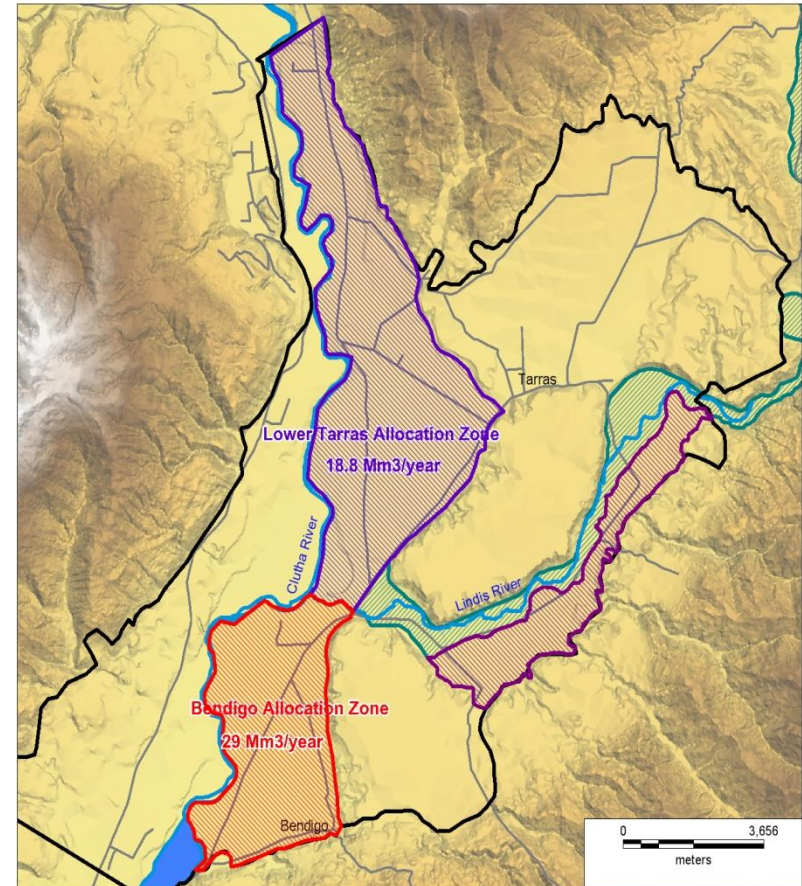 Tarras
Lower Tarras Allocation Zone
18.8 Mm3/year
Clutha River
Lindis River
Bendigo Allocation Zone
29 Mm3/year
Bendigo
0 3,656
meters